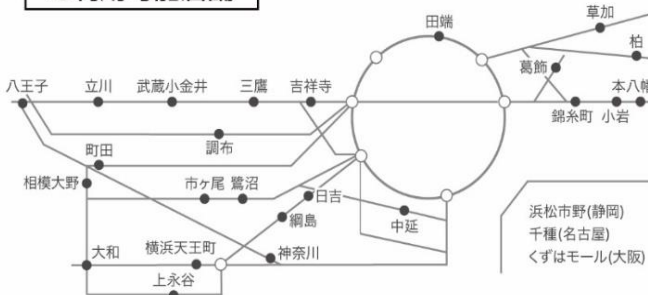 田端
草加
柏
葛飾
八王子
立川
武蔵小金井
三鷹
吉祥寺
本八幡
錦糸町
小岩
調布
町田
相模大野
市ヶ尾
鷺沼
日吉
中延
綱島
浜松市野(静岡)
千種(名古屋)
くずはモール(大阪)
大和
横浜天王町
神奈川
上永谷